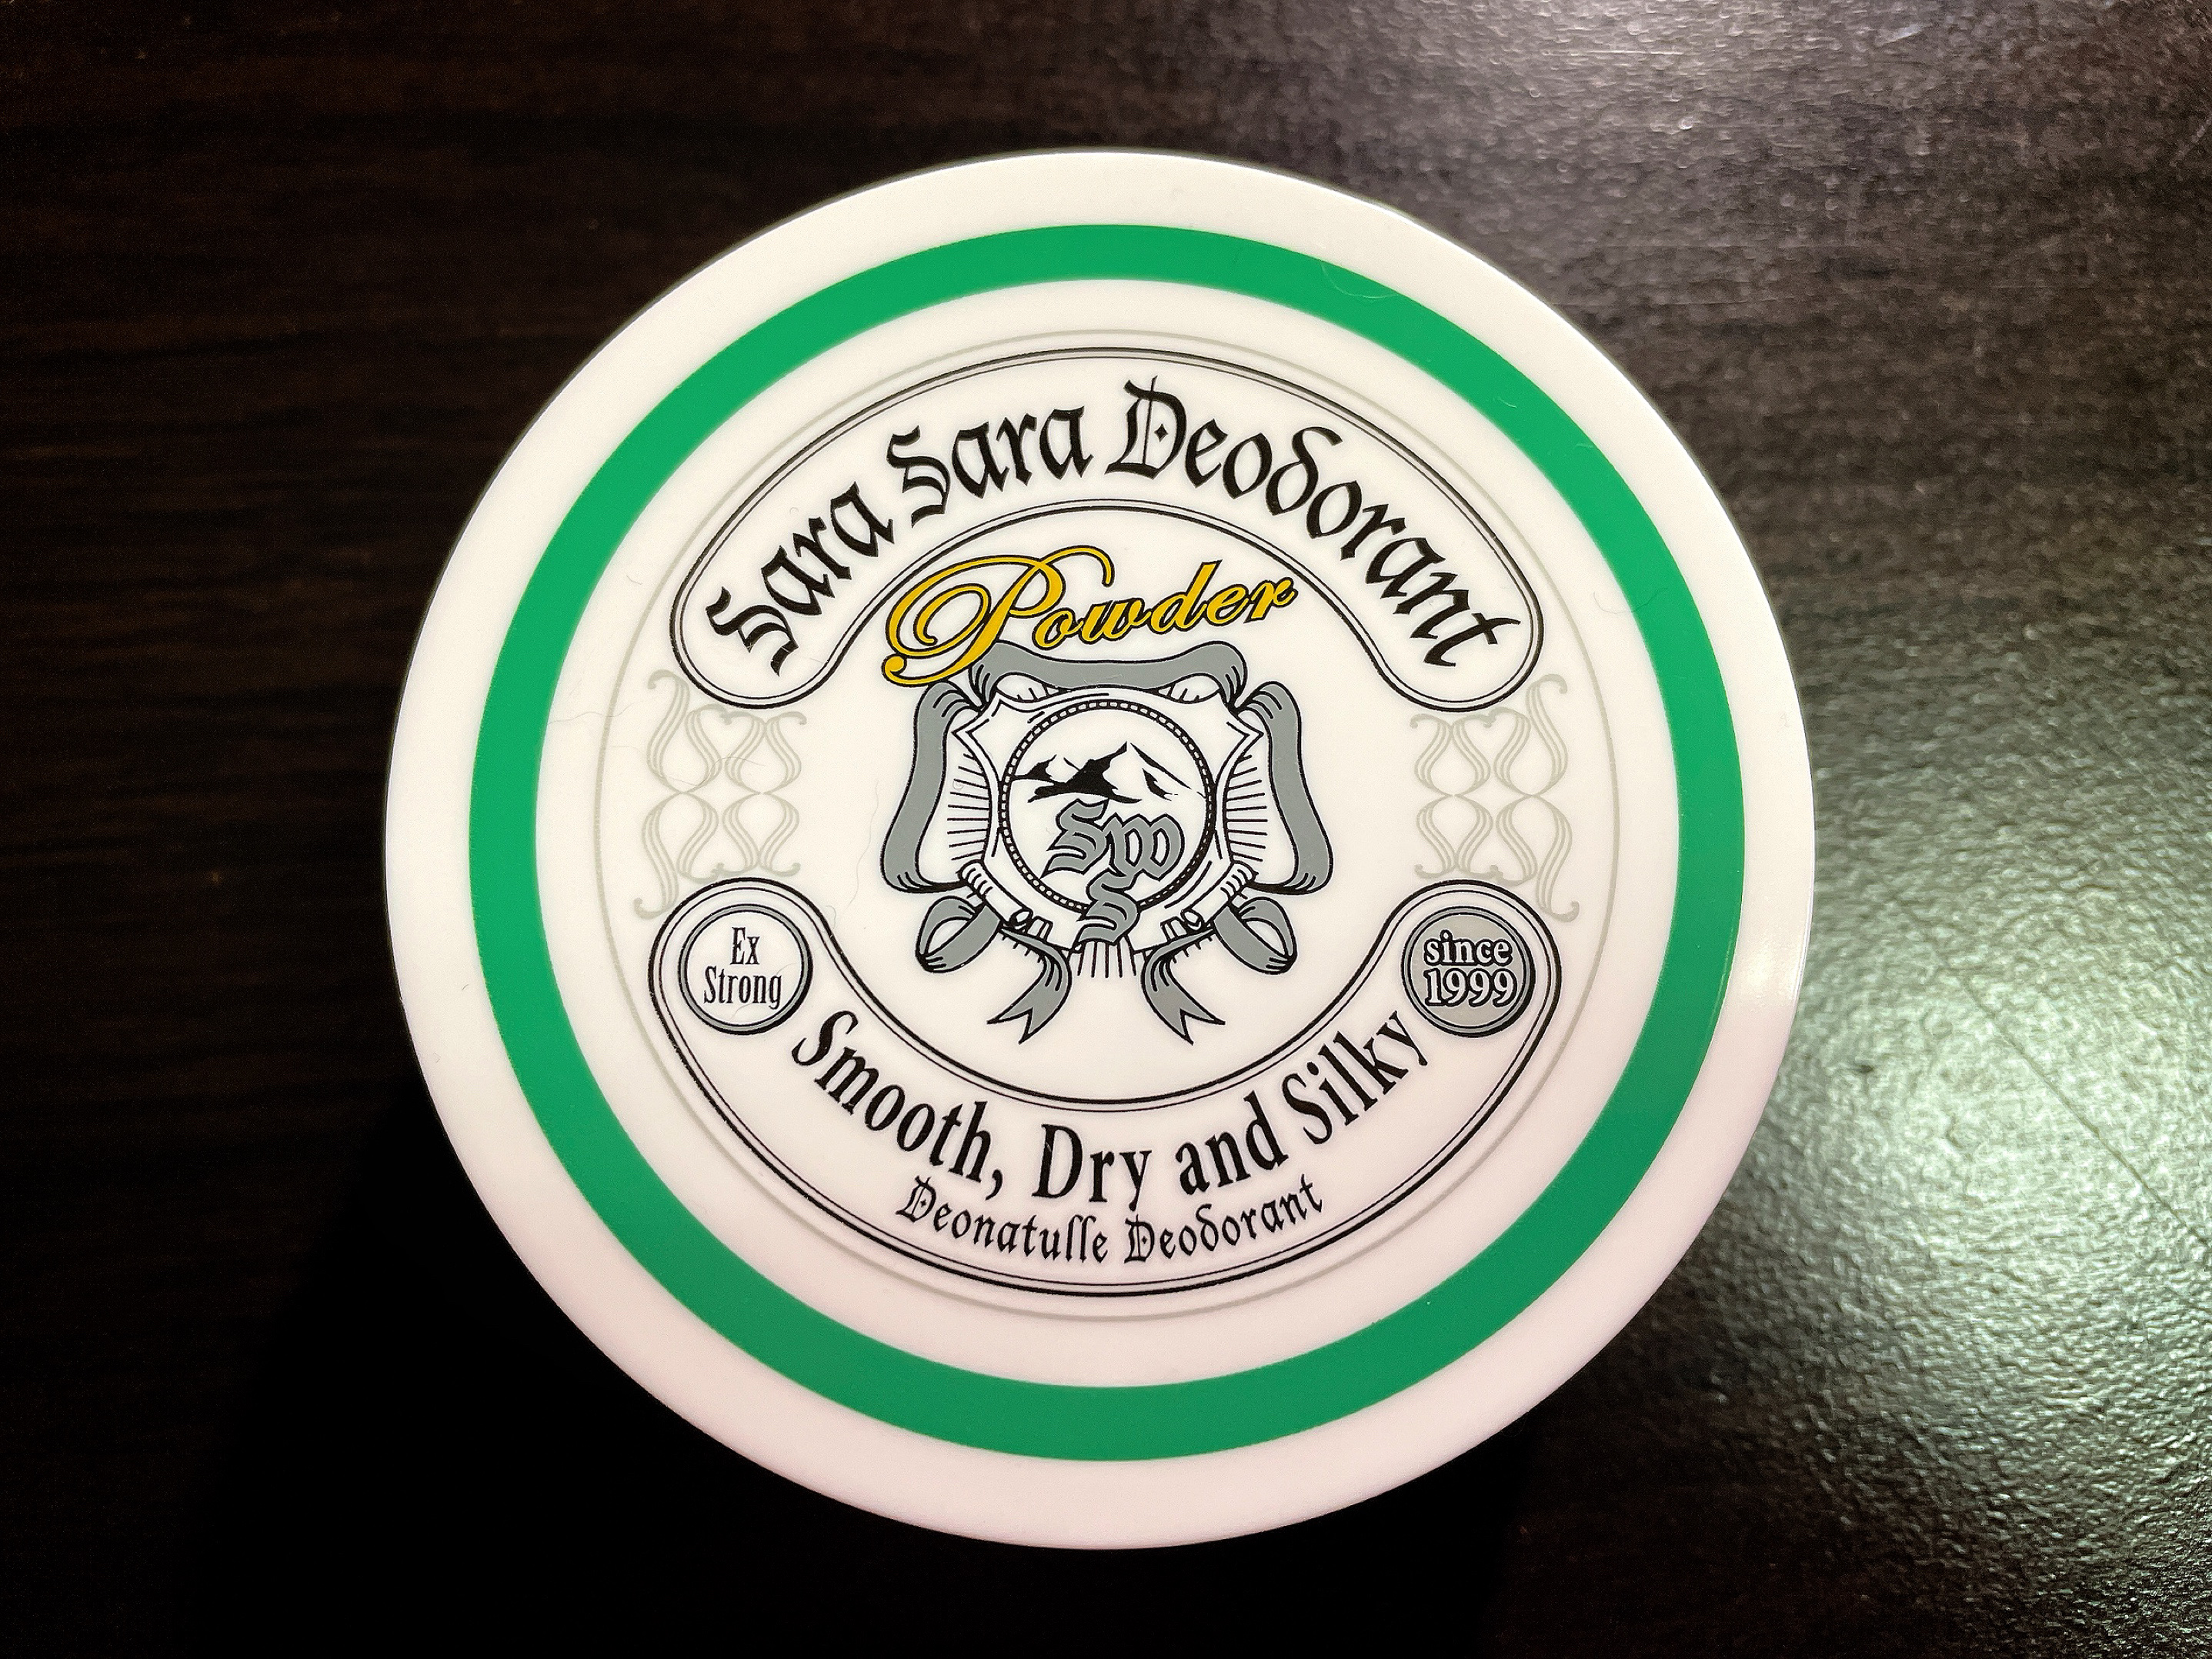 Sara Sara Deodorant
Powder
Ex
Strong
since
1999
Smooth, Dry and Silky
Deonatulle Deodorant